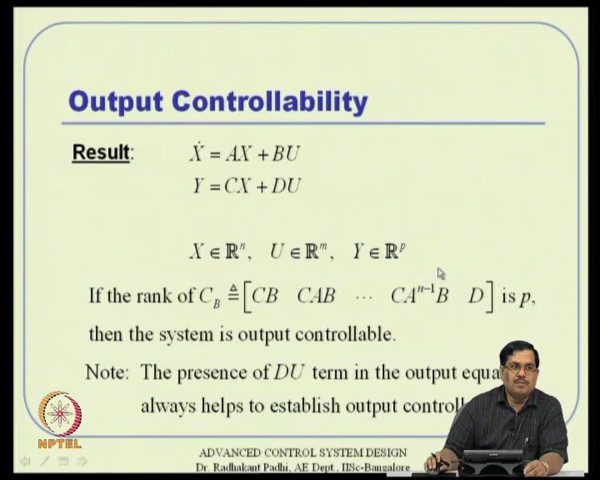 Output Controllability
Result: Ẋ = AX + BU
Y = CX + DU
X ∈ ℝⁿ, U ∈ ℝᵐ, Y ∈ ℝᵖ
If the rank of C_B ≜ [CB CAB ⋯ CAⁿ⁻¹B D] is p,
then the system is output controllable.
Note: The presence of DU term in the output
always helps to establish output
NPTEL
ADVANCED CONTROL SYSTEM DESIGN
Dr. Radhakant Padhi, AE Dept., IISc-Bangalore